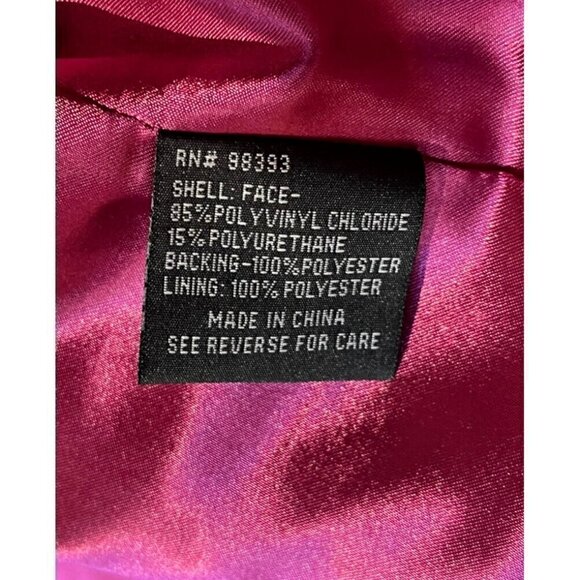 RN# 98393
SHELL: FACE-
85%POLYVINYL CHLORIDE
15%POLYURETHANE
BACKING-100%POLYESTER
LINING: 100%POLYESTER
MADE IN CHINA
SEE REVERSE FOR CARE